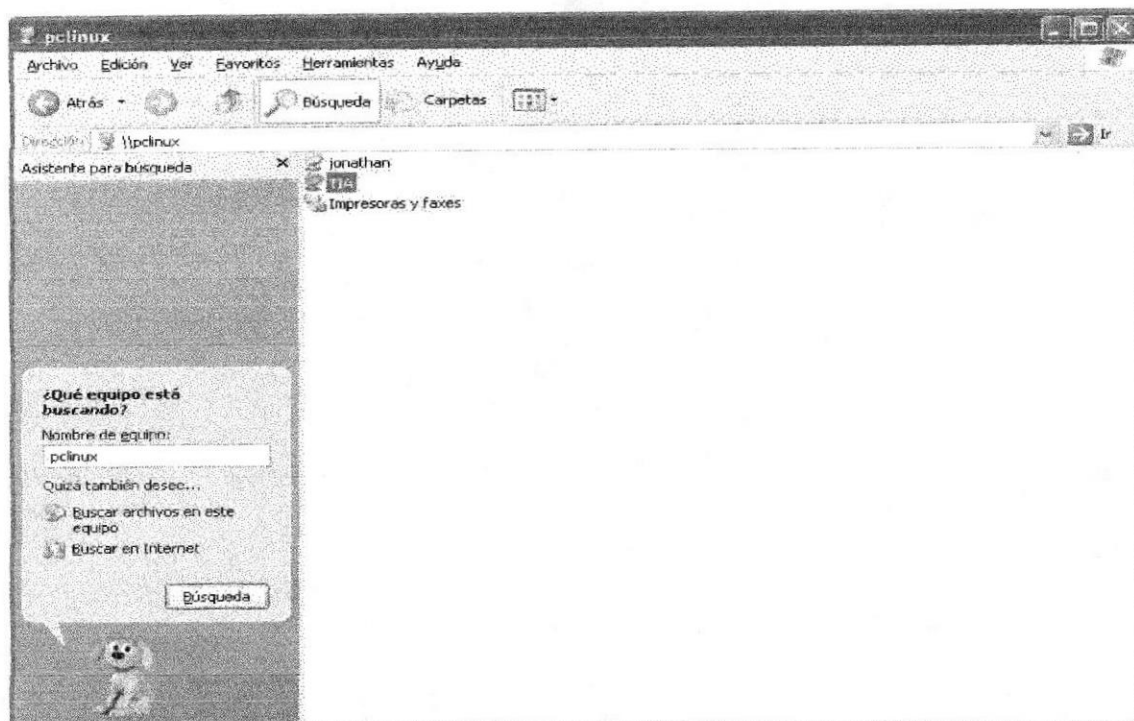 pclinux
Archivo Edición Ver Favoritos Herramientas Ayuda
Atrás Búsqueda Carpetas
Dirección \\pclinux Ir
Asistente para búsqueda
jonathan
TIA
Impresoras y faxes
¿Qué equipo está
buscando?
Nombre de equipo:
pclinux
Quizá también desee...
Buscar archivos en este
equipo
Buscar en Internet
Búsqueda